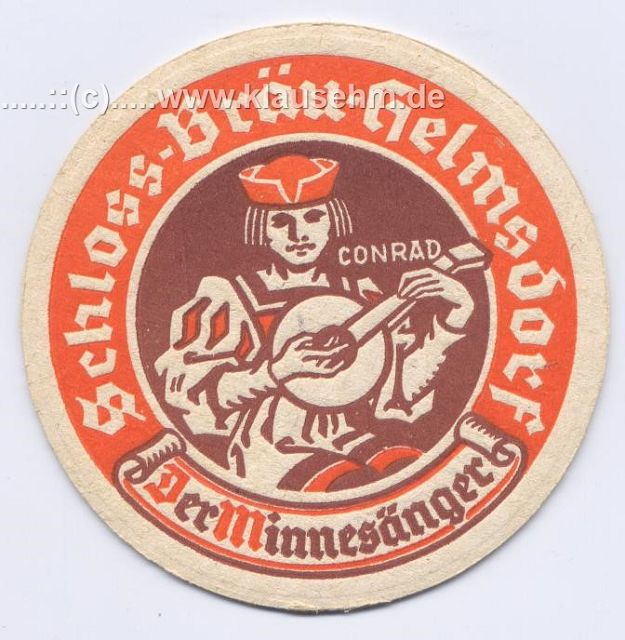 .....::(c).....www.klausehm.de
Schloss-Bräu Helmsdorf
CONRAD
Der Minnesänger